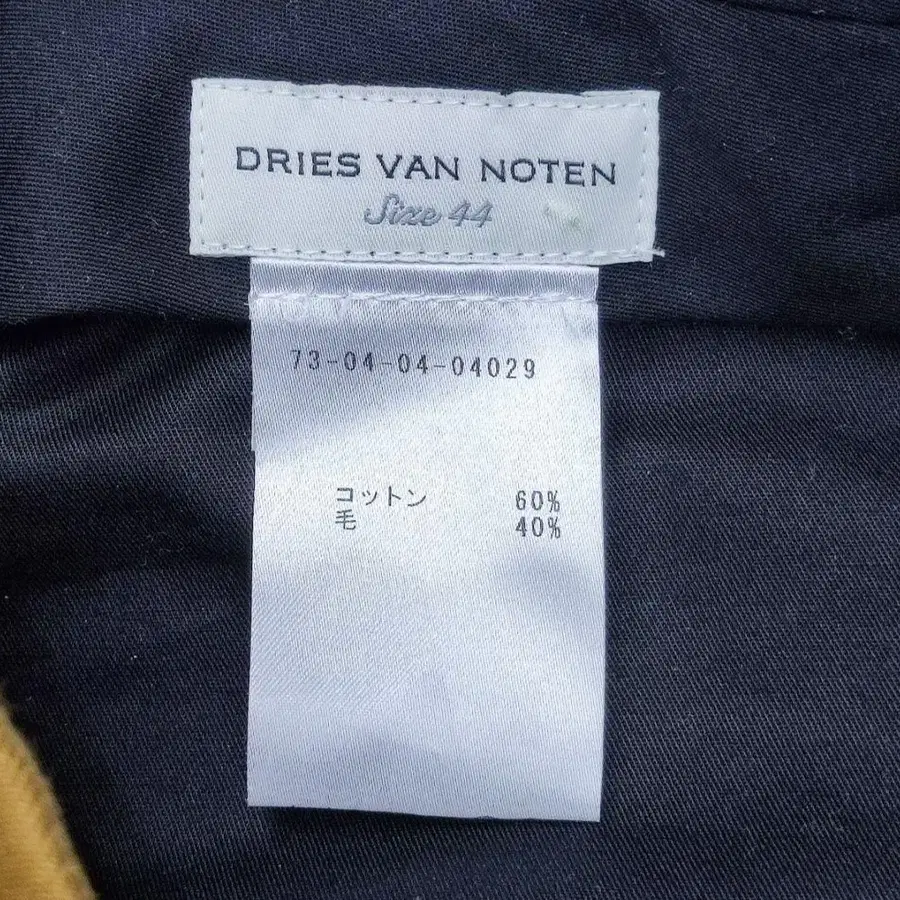 DRIES VAN NOTEN
Size 44
73-04-04-04029
コットン 60%
毛 40%